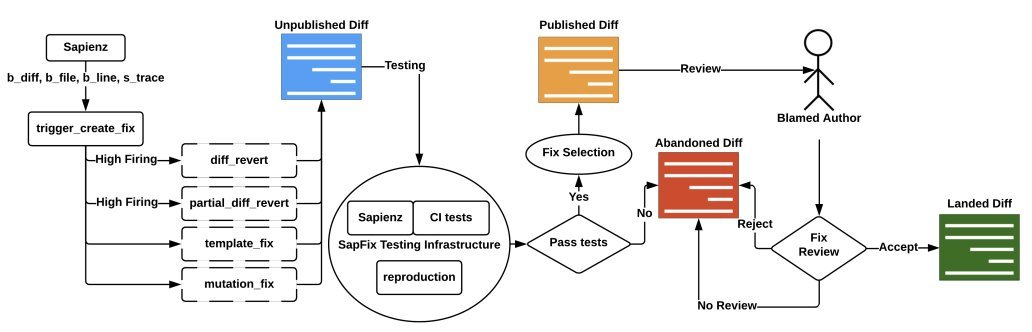 Sapienz
b_diff, b_file, b_line, s_trace
trigger_create_fix
High Firing
diff_revert
High Firing
partial_diff_revert
template_fix
mutation_fix
Unpublished Diff
Testing
Sapienz
CI tests
SapFix Testing Infrastructure
reproduction
Pass tests
Yes
No
Fix Selection
Published Diff
Review
Blamed Author
Abandoned Diff
Reject
Fix
Review
No Review
Accept
Landed Diff